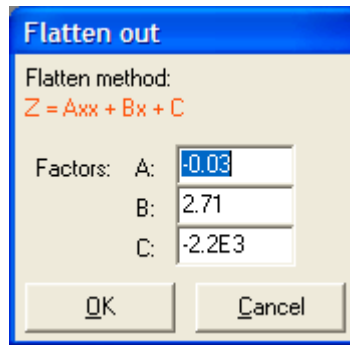 Flatten out
Flatten method:
Z = Axx + Bx + C
Factors: A: -0.03
B: 2.71
C: -2.2E3
OK Cancel